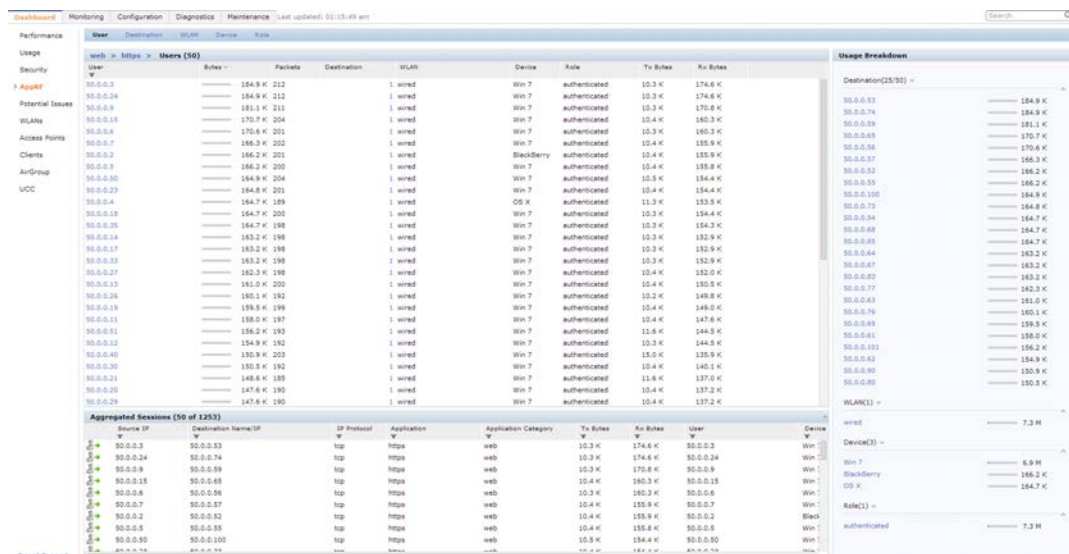 Dashboard Monitoring Configuration Diagnostics Maintenance Last updated: 01:15:49 am
Search
Performance
Usage
Security
AppRF
Potential Issues
WLANs
Access Points
Clients
AirGroup
UCC
User Destination WLAN Device Role
web > https > Users (50)
User Bytes Packets Destination WLAN Device Role Tx Bytes Rx Bytes
50.0.0.3 184.9 K 212 1 wired Win 7 authenticated 10.3 K 174.6 K
50.0.0.24 184.9 K 212 1 wired Win 7 authenticated 10.3 K 174.6 K
50.0.0.9 181.1 K 211 1 wired Win 7 authenticated 10.3 K 170.8 K
50.0.0.15 170.7 K 204 1 wired Win 7 authenticated 10.4 K 160.3 K
50.0.0.6 170.6 K 201 1 wired Win 7 authenticated 10.3 K 160.3 K
50.0.0.7 166.3 K 202 1 wired Win 7 authenticated 10.4 K 155.9 K
50.0.0.2 166.2 K 201 1 wired BlackBerry authenticated 10.4 K 155.9 K
50.0.0.5 166.2 K 200 1 wired Win 7 authenticated 10.4 K 155.8 K
50.0.0.50 164.9 K 204 1 wired Win 7 authenticated 10.5 K 154.4 K
50.0.0.23 164.8 K 201 1 wired Win 7 authenticated 10.4 K 154.4 K
50.0.0.4 164.7 K 189 1 wired OS X authenticated 11.3 K 153.5 K
50.0.0.18 164.7 K 200 1 wired Win 7 authenticated 10.3 K 154.4 K
50.0.0.35 164.7 K 198 1 wired Win 7 authenticated 10.3 K 154.3 K
50.0.0.14 163.2 K 198 1 wired Win 7 authenticated 10.3 K 152.9 K
50.0.0.17 163.2 K 198 1 wired Win 7 authenticated 10.3 K 152.9 K
50.0.0.33 163.2 K 198 1 wired Win 7 authenticated 10.3 K 152.9 K
50.0.0.27 162.3 K 198 1 wired Win 7 authenticated 10.4 K 152.0 K
50.0.0.13 161.0 K 200 1 wired Win 7 authenticated 10.4 K 150.5 K
50.0.0.26 160.1 K 192 1 wired Win 7 authenticated 10.2 K 149.8 K
50.0.0.19 159.5 K 199 1 wired Win 7 authenticated 10.4 K 149.0 K
50.0.0.11 158.0 K 197 1 wired Win 7 authenticated 10.4 K 147.6 K
50.0.0.51 156.2 K 193 1 wired Win 7 authenticated 11.6 K 144.5 K
50.0.0.12 154.9 K 192 1 wired Win 7 authenticated 10.3 K 144.5 K
50.0.0.40 150.9 K 203 1 wired Win 7 authenticated 15.0 K 135.9 K
50.0.0.30 150.5 K 192 1 wired Win 7 authenticated 10.4 K 140.1 K
50.0.0.21 148.6 K 185 1 wired Win 7 authenticated 11.6 K 137.0 K
50.0.0.20 147.6 K 190 1 wired Win 7 authenticated 10.4 K 137.2 K
50.0.0.29 147.6 K 190 1 wired Win 7 authenticated 10.4 K 137.2 K
Aggregated Sessions (50 of 1253)
Source IP Destination Name/IP IP Protocol Application Application Category Tx Bytes Rx Bytes User Device
50.0.0.3 50.0.0.53 tcp https web 10.3 K 174.6 K 50.0.0.3 Win
50.0.0.24 50.0.0.74 tcp https web 10.3 K 174.6 K 50.0.0.24 Win
50.0.0.9 50.0.0.59 tcp https web 10.3 K 170.8 K 50.0.0.9 Win
50.0.0.15 50.0.0.65 tcp https web 10.4 K 160.3 K 50.0.0.15 Win
50.0.0.6 50.0.0.56 tcp https web 10.3 K 160.3 K 50.0.0.6 Win
50.0.0.7 50.0.0.57 tcp https web 10.4 K 155.9 K 50.0.0.7 Win
50.0.0.2 50.0.0.52 tcp https web 10.4 K 155.9 K 50.0.0.2 Black
50.0.0.5 50.0.0.55 tcp https web 10.4 K 155.8 K 50.0.0.5 Win
50.0.0.50 50.0.0.100 tcp https web 10.5 K 154.4 K 50.0.0.50 Win
Usage Breakdown
Destination(25/50)
50.0.0.53 184.9 K
50.0.0.74 184.9 K
50.0.0.59 181.1 K
50.0.0.65 170.7 K
50.0.0.56 170.6 K
50.0.0.57 166.3 K
50.0.0.52 166.2 K
50.0.0.55 166.2 K
50.0.0.100 164.9 K
50.0.0.73 164.8 K
50.0.0.54 164.7 K
50.0.0.68 164.7 K
50.0.0.85 164.7 K
50.0.0.64 163.2 K
50.0.0.67 163.2 K
50.0.0.83 163.2 K
50.0.0.77 162.3 K
50.0.0.63 161.0 K
50.0.0.76 160.1 K
50.0.0.69 159.5 K
50.0.0.61 158.0 K
50.0.0.101 156.2 K
50.0.0.62 154.9 K
50.0.0.90 150.9 K
50.0.0.80 150.5 K
WLAN(1)
wired 7.3 M
Device(3)
Win 7 6.9 M
BlackBerry 166.2 K
OS X 164.7 K
Role(1)
authenticated 7.3 M